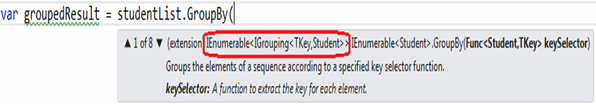 var groupedResult = studentList.GroupBy(
▲ 1 of 8 ▼ (extension) IEnumerable<IGrouping<TKey,Student>> IEnumerable<Student>.GroupBy(Func<Student,TKey> keySelector)
Groups the elements of a sequence according to a specified key selector function.
keySelector: A function to extract the key for each element.